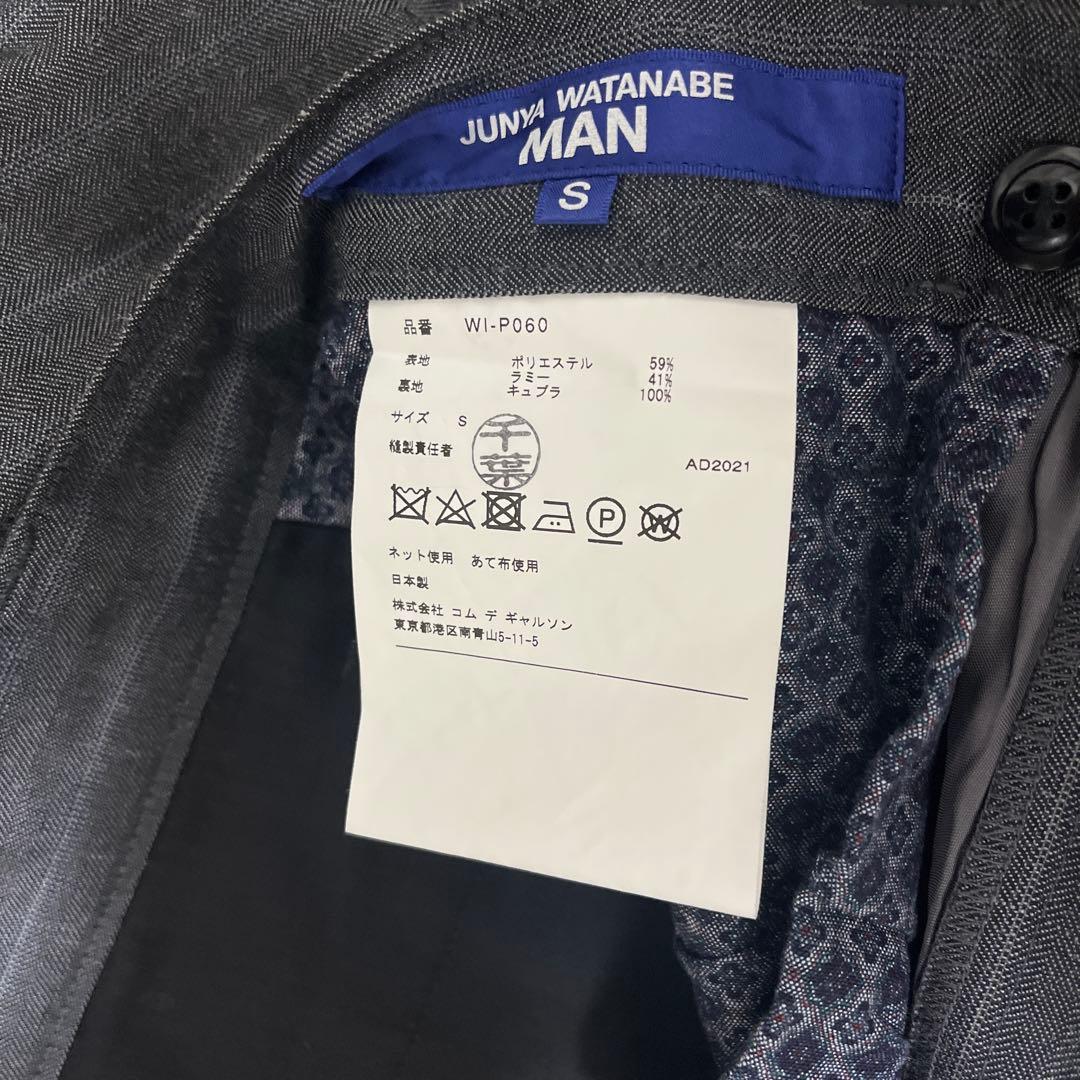 JUNYA WATANABE
MAN
S
品番 WI-P060
表地 ポリエステル 59%
ラミー 41%
裏地 キュプラ 100%
サイズ S
縫製責任者 千葉
AD2021
P
W
ネット使用 あて布使用
日本製
株式会社 コム デ ギャルソン
東京都港区南青山5-11-5